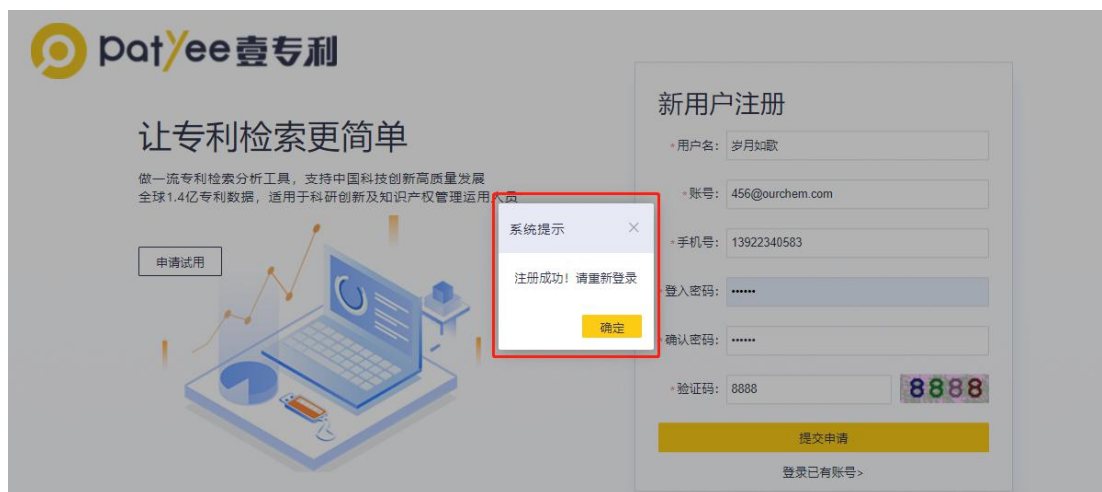 patyee壹专利
让专利检索更简单
做一流专利检索分析工具，支持中国科技创新高质量发展
全球1.4亿专利数据，适用于科研创新及知识产权管理运用人员
申请试用
系统提示
注册成功！请重新登录
确定
新用户注册
*用户名： 岁月如歌
*账号： 456@ourchem.com
*手机号： 13922340583
*登入密码： ••••••
*确认密码： ••••••
*验证码： 8888 8888
提交申请
登录已有账号>